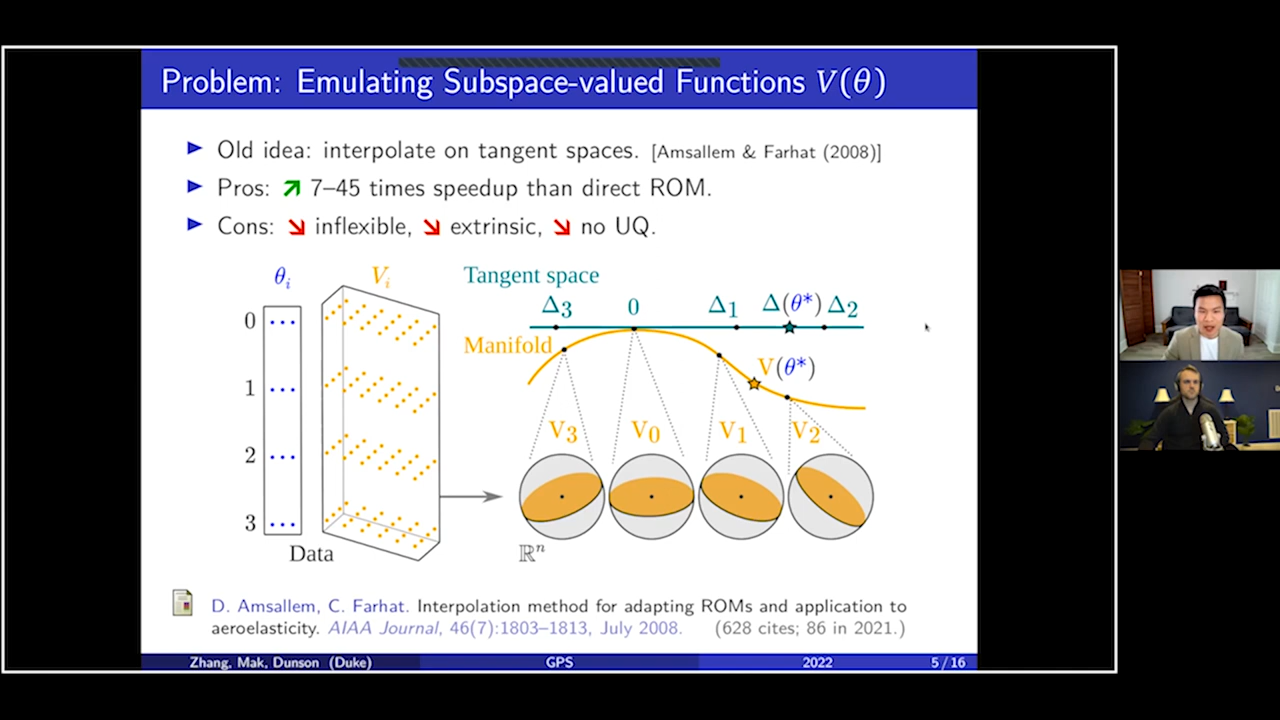 Problem: Emulating Subspace-valued Functions V(θ)
Old idea: interpolate on tangent spaces. [Amsallem & Farhat (2008)]
Pros: 7–45 times speedup than direct ROM.
Cons: inflexible, extrinsic, no UQ.
θi Vi Tangent space
Δ3 0 Δ1 Δ(θ*) Δ2
0
Manifold
V(θ*)
1
V3 V0 V1 V2
2
3
Data
ℝn
D. Amsallem, C. Farhat. Interpolation method for adapting ROMs and application to
aeroelasticity. AIAA Journal, 46(7):1803–1813, July 2008. (628 cites; 86 in 2021.)
Zhang, Mak, Dunson (Duke) GPS 2022 5 / 16